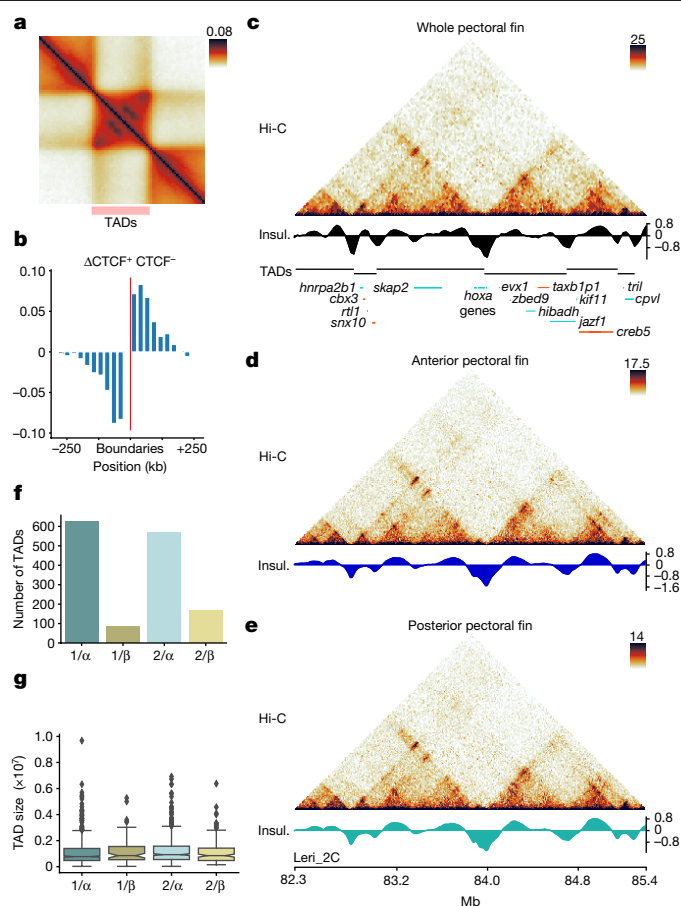 a
0.08
TADs
b
ΔCTCF⁺ CTCF⁻
0.10
0.05
0
−0.05
−0.10
−250 Boundaries +250
Position (kb)
f
Number of TADs
600
500
400
300
200
100
0
1/α 1/β 2/α 2/β
g
TAD size (×10⁷)
1.0
0.8
0.6
0.4
0.2
0
1/α 1/β 2/α 2/β
c
Whole pectoral fin
25
Hi-C
Insul.
0.8
0
−0.8
TADs
hnrpa2b1 skap2 evx1 taxb1p1 tril
cbx3 hoxa zbed9 kif11 cpvl
rtl1 genes hibadh
snx10 jazf1
creb5
d
Anterior pectoral fin
17.5
Hi-C
Insul.
0.8
0
−0.8
−1.6
e
Posterior pectoral fin
14
Hi-C
Insul.
0.8
0
−0.8
Leri_2C
82.3 83.2 84.0 84.8 85.4
Mb